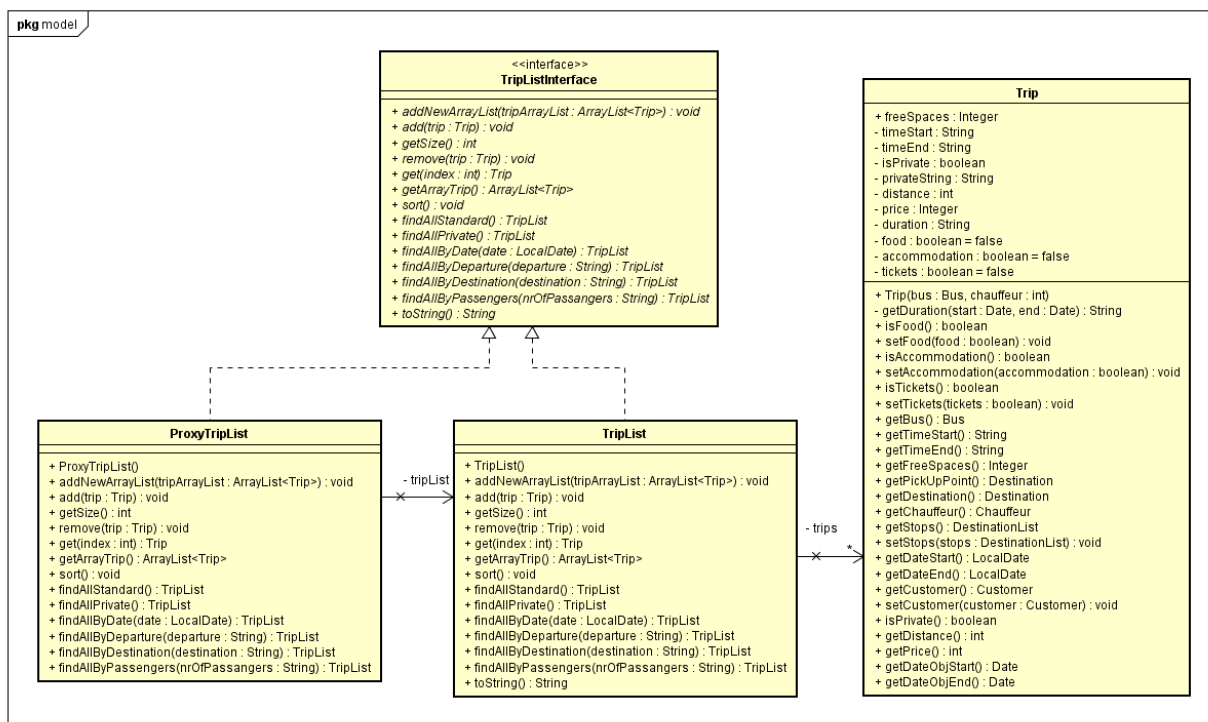 pkg model
<<interface>>
TripListInterface
+ addNewArrayList(tripArrayList : ArrayList<Trip>) : void
+ add(trip : Trip) : void
+ getSize() : int
+ remove(trip : Trip) : void
+ get(index : int) : Trip
+ getArrayTrip() : ArrayList<Trip>
+ sort() : void
+ findAllStandard() : TripList
+ findAllPrivate() : TripList
+ findAllByDate(date : LocalDate) : TripList
+ findAllByDeparture(departure : String) : TripList
+ findAllByDestination(destination : String) : TripList
+ findAllByPassengers(nrOfPassangers : String) : TripList
+ toString() : String
ProxyTripList
+ ProxyTripList()
+ addNewArrayList(tripArrayList : ArrayList<Trip>) : void
+ add(trip : Trip) : void
+ getSize() : int
+ remove(trip : Trip) : void
+ get(index : int) : Trip
+ getArrayTrip() : ArrayList<Trip>
+ sort() : void
+ findAllStandard() : TripList
+ findAllPrivate() : TripList
+ findAllByDate(date : LocalDate) : TripList
+ findAllByDeparture(departure : String) : TripList
+ findAllByDestination(destination : String) : TripList
+ findAllByPassengers(nrOfPassangers : String) : TripList
- tripList
TripList
+ TripList()
+ addNewArrayList(tripArrayList : ArrayList<Trip>) : void
+ add(trip : Trip) : void
+ getSize() : int
+ remove(trip : Trip) : void
+ get(index : int) : Trip
+ getArrayTrip() : ArrayList<Trip>
+ sort() : void
+ findAllStandard() : TripList
+ findAllPrivate() : TripList
+ findAllByDate(date : LocalDate) : TripList
+ findAllByDeparture(departure : String) : TripList
+ findAllByDestination(destination : String) : TripList
+ findAllByPassengers(nrOfPassangers : String) : TripList
+ toString() : String
- trips
*
Trip
+ freeSpaces : Integer
- timeStart : String
- timeEnd : String
- isPrivate : boolean
- privateString : String
- distance : int
- price : Integer
- duration : String
- food : boolean = false
- accommodation : boolean = false
- tickets : boolean = false
+ Trip(bus : Bus, chauffeur : int)
- getDuration(start : Date, end : Date) : String
+ isFood() : boolean
+ setFood(food : boolean) : void
+ isAccommodation() : boolean
+ setAccommodation(accommodation : boolean) : void
+ isTickets() : boolean
+ setTickets(tickets : boolean) : void
+ getBus() : Bus
+ getTimeStart() : String
+ getTimeEnd() : String
+ getFreeSpaces() : Integer
+ getPickUpPoint() : Destination
+ getDestination() : Destination
+ getChauffeur() : Chauffeur
+ getStops() : DestinationList
+ setStops(stops : DestinationList) : void
+ getDateStart() : LocalDate
+ getDateEnd() : LocalDate
+ getCustomer() : Customer
+ setCustomer(customer : Customer) : void
+ isPrivate() : boolean
+ getDistance() : int
+ getPrice() : int
+ getDateObjStart() : Date
+ getDateObjEnd() : Date